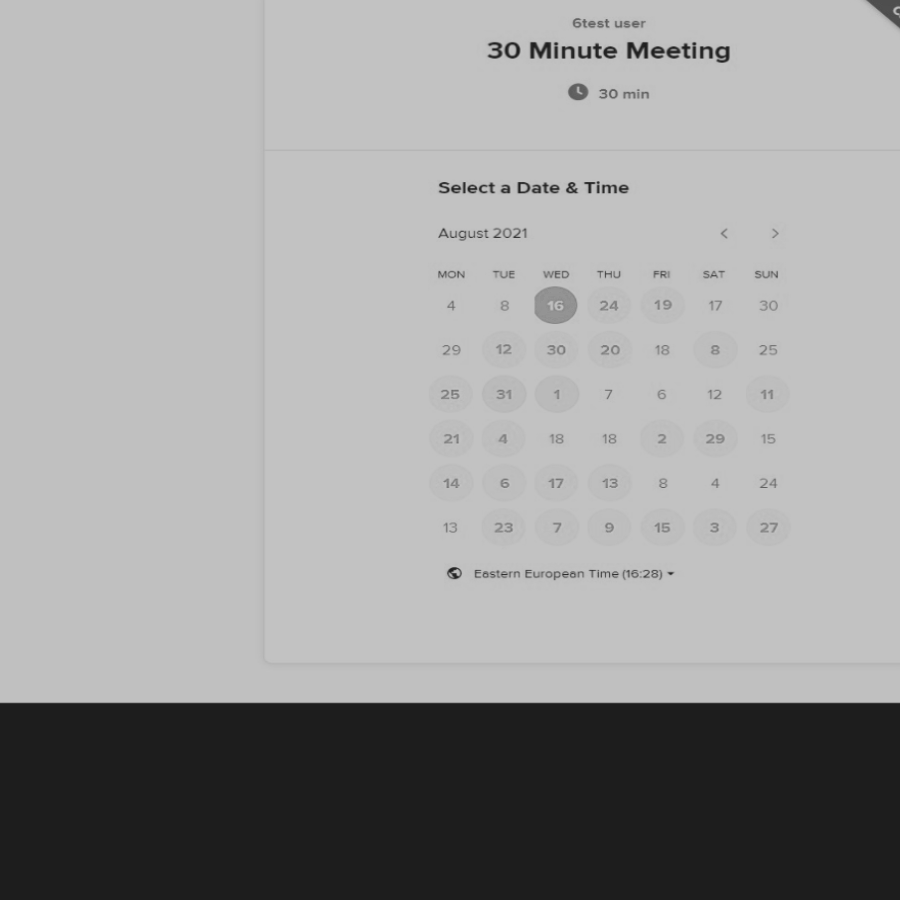 6test user
30 Minute Meeting
30 min
Select a Date & Time
August 2021
MON TUE WED THU FRI SAT SUN
4 8 16 24 19 17 30
29 12 30 20 18 8 25
25 31 1 7 6 12 11
21 4 18 18 2 29 15
14 6 17 13 8 4 24
13 23 7 9 15 3 27
Eastern European Time (16:28)